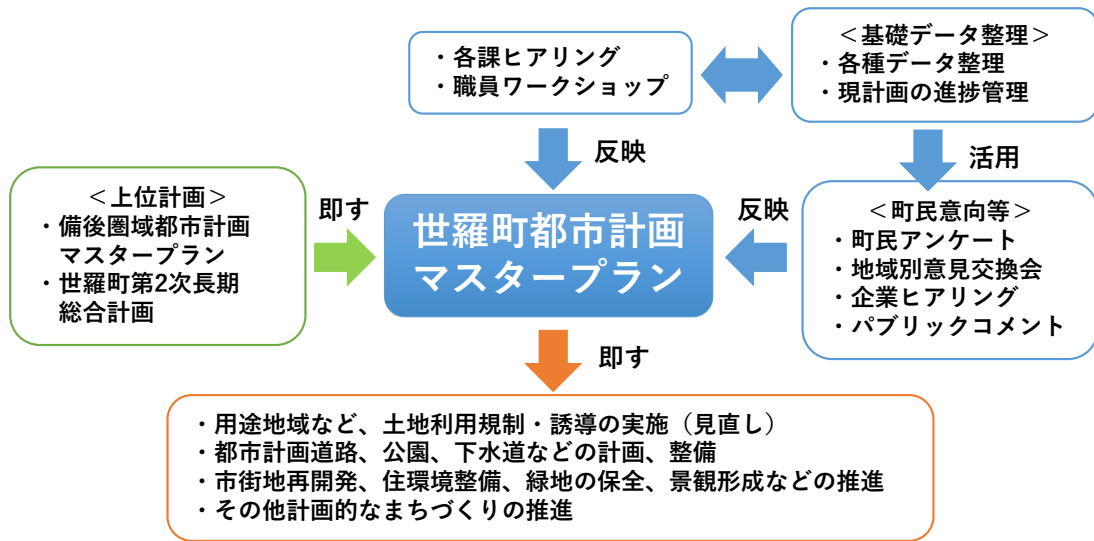 ・各課ヒアリング
・職員ワークショップ
＜基礎データ整理＞
・各種データ整理
・現計画の進捗管理
反映
活用
＜上位計画＞
・備後圏域都市計画
マスタープラン
・世羅町第2次長期
総合計画
即す
世羅町都市計画
マスタープラン
反映
＜町民意向等＞
・町民アンケート
・地域別意見交換会
・企業ヒアリング
・パブリックコメント
即す
・用途地域など、土地利用規制・誘導の実施（見直し）
・都市計画道路、公園、下水道などの計画、整備
・市街地再開発、住環境整備、緑地の保全、景観形成などの推進
・その他計画的なまちづくりの推進